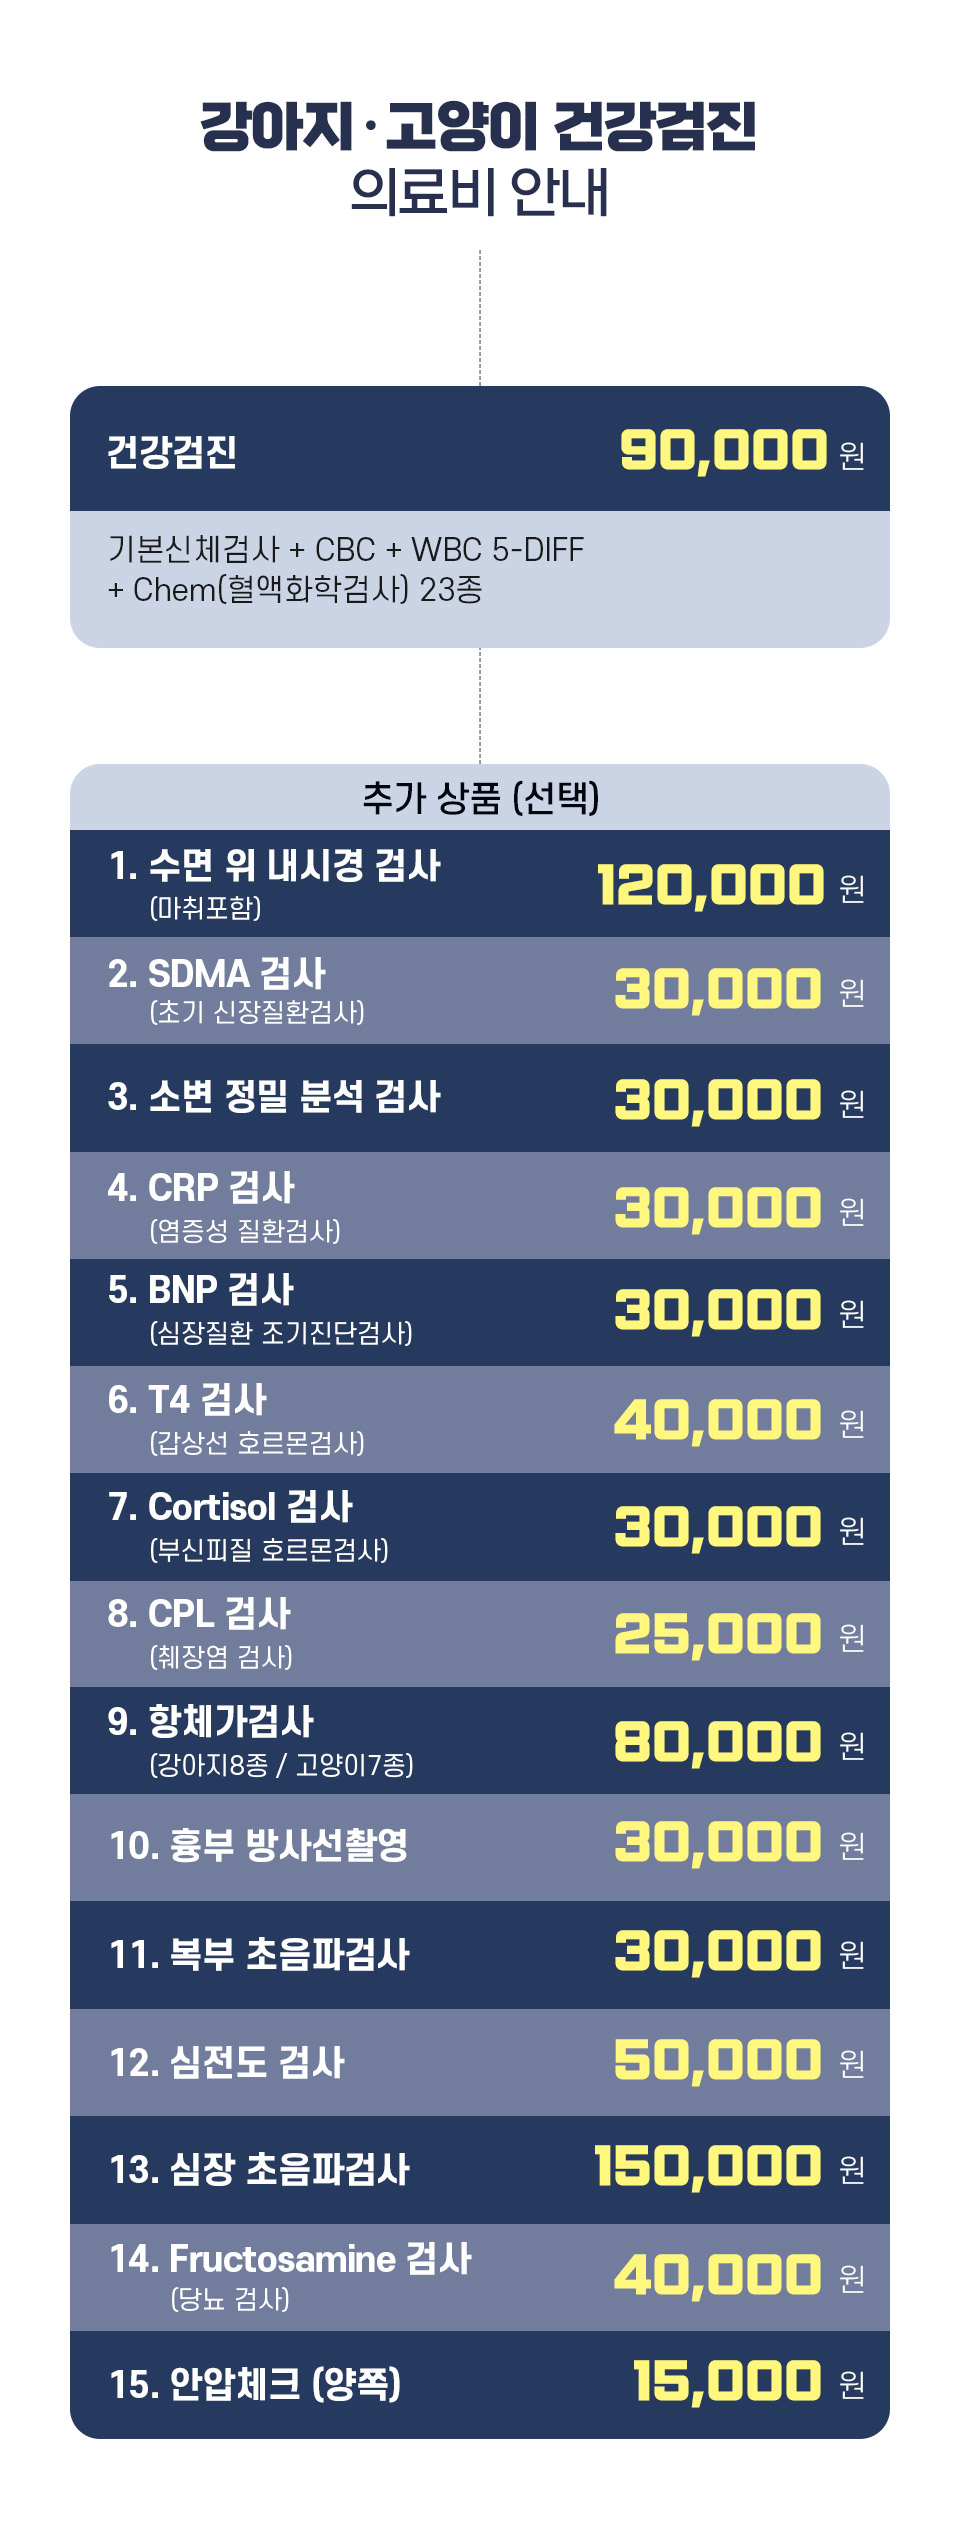 강아지·고양이 건강검진
의료비 안내
건강검진 90,000 원
기본신체검사 + CBC + WBC 5-DIFF
+ Chem(혈액화학검사) 23종
추가 상품 (선택)
1. 수면 위 내시경 검사 120,000 원
(마취포함)
2. SDMA 검사 30,000 원
(초기 신장질환검사)
3. 소변 정밀 분석 검사 30,000 원
4. CRP 검사 30,000 원
(염증성 질환검사)
5. BNP 검사 30,000 원
(심장질환 조기진단검사)
6. T4 검사 40,000 원
(갑상선 호르몬검사)
7. Cortisol 검사 30,000 원
(부신피질 호르몬검사)
8. CPL 검사 25,000 원
(췌장염 검사)
9. 항체가검사 80,000 원
(강아지8종 / 고양이7종)
10. 흉부 방사선촬영 30,000 원
11. 복부 초음파검사 30,000 원
12. 심전도 검사 50,000 원
13. 심장 초음파검사 150,000 원
14. Fructosamine 검사 40,000 원
(당뇨 검사)
15. 안압체크 (양쪽) 15,000 원